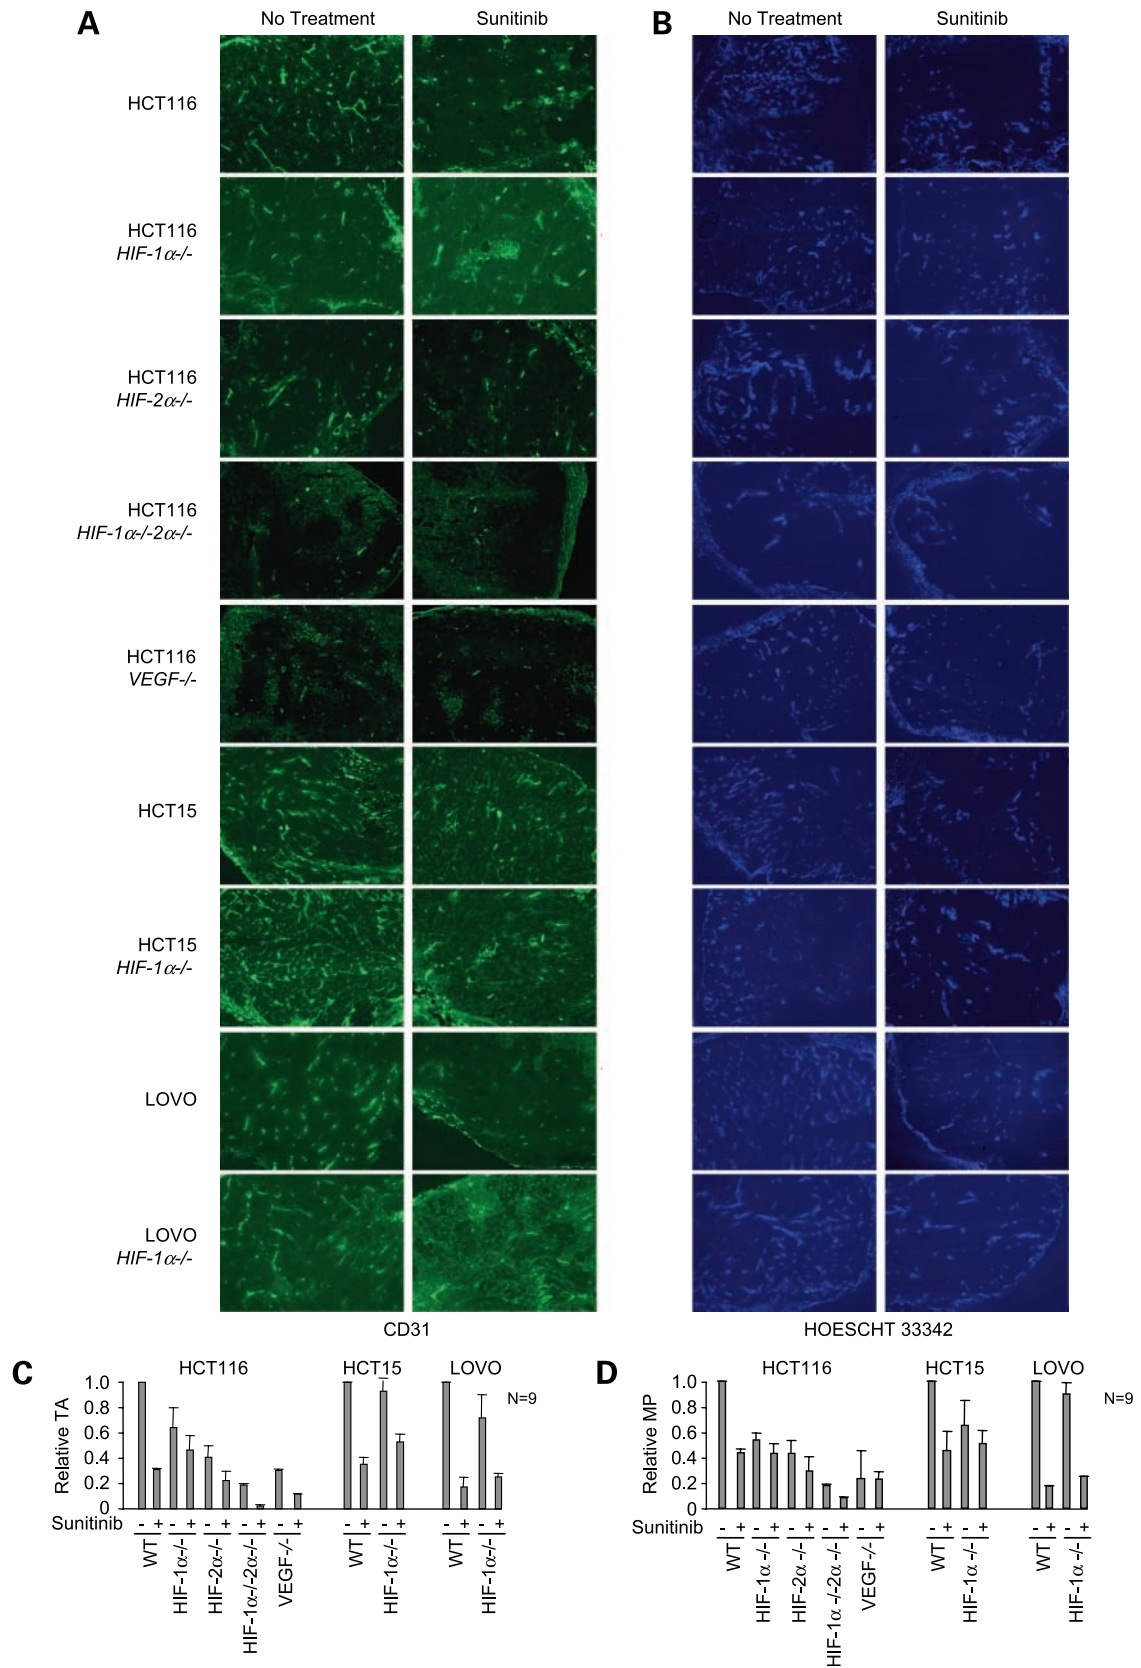 A
No Treatment
Sunitinib
B
No Treatment
Sunitinib
HCT116
HCT116
HIF-1α-/-
HCT116
HIF-2α-/-
HCT116
HIF-1α-/-2α-/-
HCT116
VEGF-/-
HCT15
HCT15
HIF-1α-/-
LOVO
LOVO
HIF-1α-/-
CD31
HOESCHT 33342
C
HCT116
HCT15
LOVO
N=9
Relative TA
1.0
0.8
0.6
0.4
0.2
0
Sunitinib
- + - + - + - + - + - + - + - + - +
WT
HIF-1α-/-
HIF-2α-/-
HIF-1α-/-2α-/-
VEGF-/-
WT
HIF-1α-/-
WT
HIF-1α-/-
D
HCT116
HCT15
LOVO
N=9
Relative MP
1.0
0.8
0.6
0.4
0.2
0
Sunitinib
- + - + - + - + - + - + - + - + - +
WT
HIF-1α -/-
HIF-2α -/-
HIF-1α -/-2α -/-
VEGF-/-
WT
HIF-1α -/-
WT
HIF-1α -/-